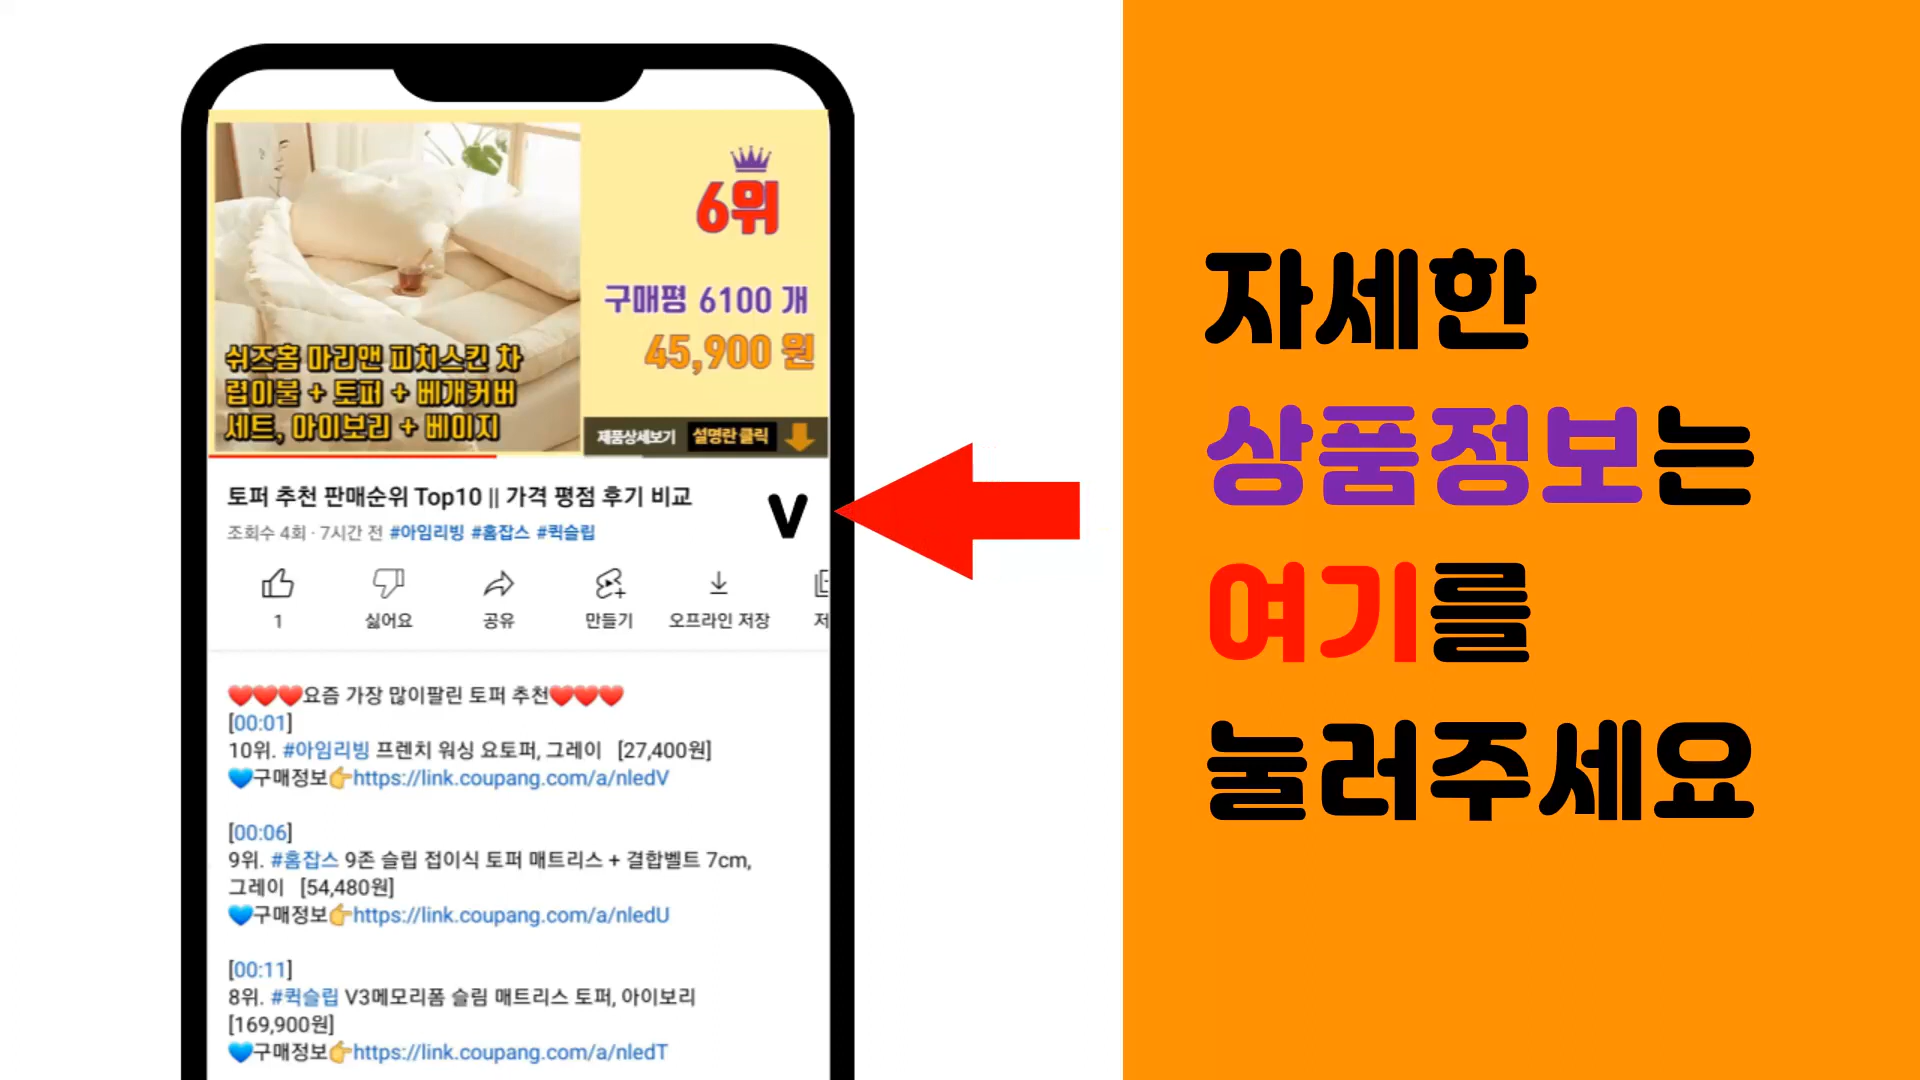 6위
구매평 6100 개
45,900 원
쉬즈홈 마리앤 피치스킨 차
렵이불 + 토퍼 + 베개커버
세트, 아이보리 + 베이지
제품상세보기 설명란 클릭
토퍼 추천 판매순위 Top10 || 가격 평점 후기 비교
V
조회수 4회 · 7시간 전 #아임리빙 #홈잡스 #퀵슬립
1 싫어요 공유 만들기 오프라인 저장 저
❤️❤️❤️요즘 가장 많이팔린 토퍼 추천❤️❤️❤️
[00:01]
10위. #아임리빙 프렌치 워싱 요토퍼, 그레이 [27,400원]
💙구매정보👉https://link.coupang.com/a/nledV
[00:06]
9위. #홈잡스 9존 슬립 접이식 토퍼 매트리스 + 결합벨트 7cm,
그레이 [54,480원]
💙구매정보👉https://link.coupang.com/a/nledU
[00:11]
8위. #퀵슬립 V3메모리폼 슬림 매트리스 토퍼, 아이보리
[169,900원]
💙구매정보👉https://link.coupang.com/a/nledT
자세한
상품정보는
여기를
눌러주세요